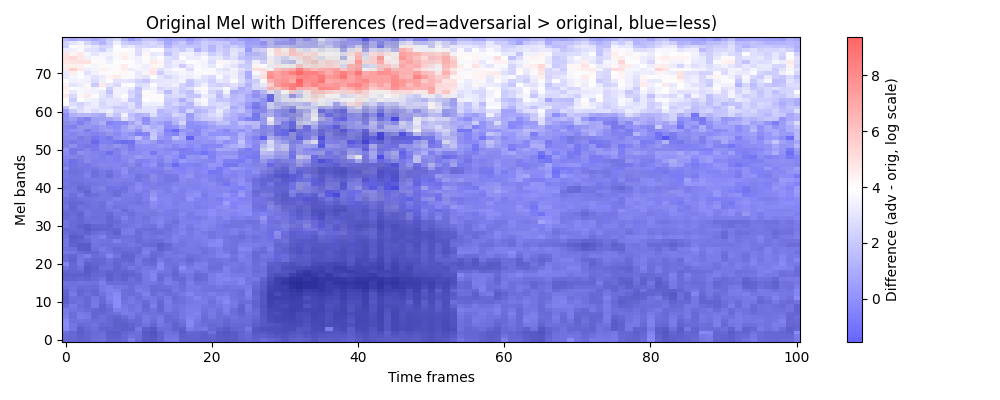 Original Mel with Differences (red=adversarial > original, blue=less)
Mel bands
70
60
50
40
30
20
10
0
0 20 40 60 80 100
Time frames
8
6
4
2
0
Difference (adv - orig, log scale)